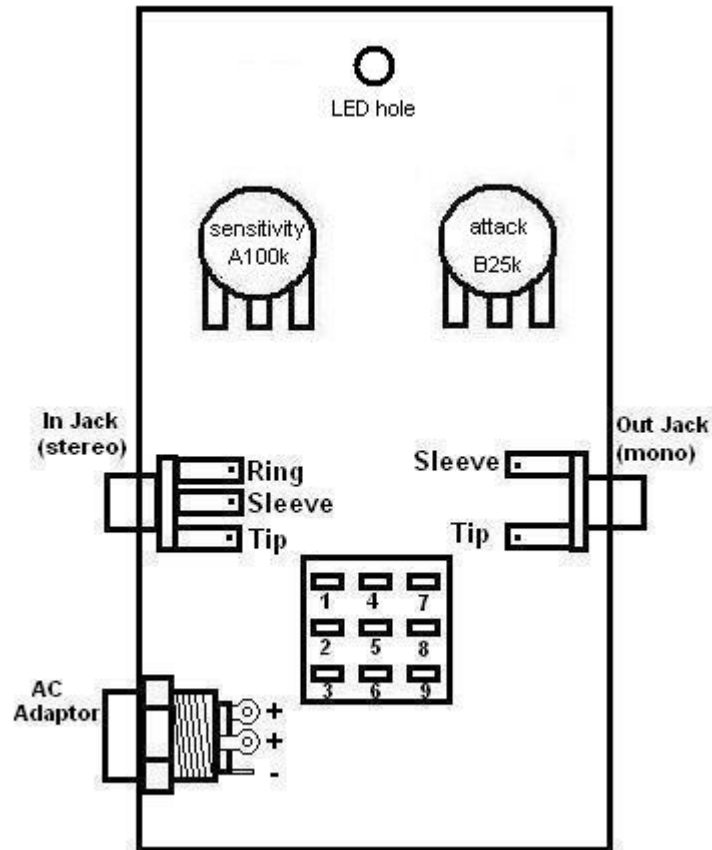 LED hole
sensitivity
A100k
attack
B25k
In Jack
(stereo)
Ring
Sleeve
Tip
Out Jack
(mono)
Sleeve
Tip
1 4 7
2 5 8
3 6 9
AC
Adaptor
+
+
-